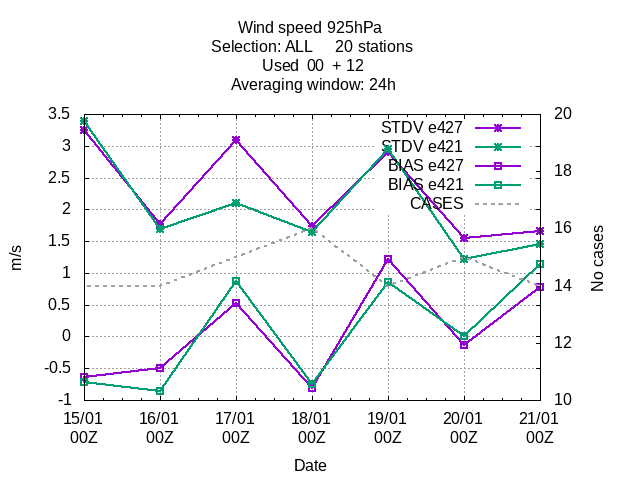 Wind speed 925hPa
Selection: ALL 20 stations
Used 00 + 12
Averaging window: 24h
3.5
3
2.5
2
1.5
1
0.5
0
-0.5
-1
m/s
STDV e427
STDV e421
BIAS e427
BIAS e421
CASES
20
18
16
14
12
10
No cases
15/01 16/01 17/01 18/01 19/01 20/01 21/01
00Z 00Z 00Z 00Z 00Z 00Z 00Z
Date